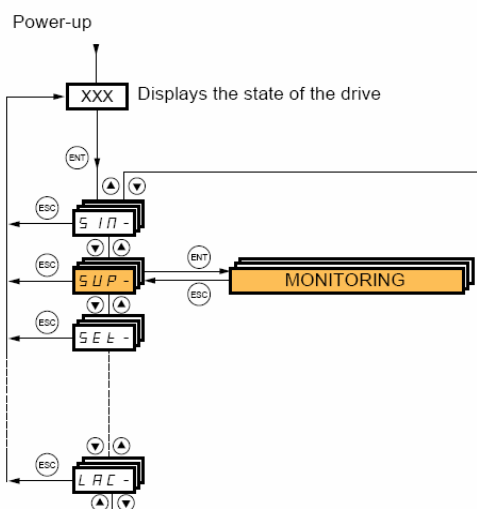 Power-up
XXX Displays the state of the drive
ENT
ESC
SIM-
ESC ENT
SUP- MONITORING
ESC
ESC
SEt-
ESC
LAC-